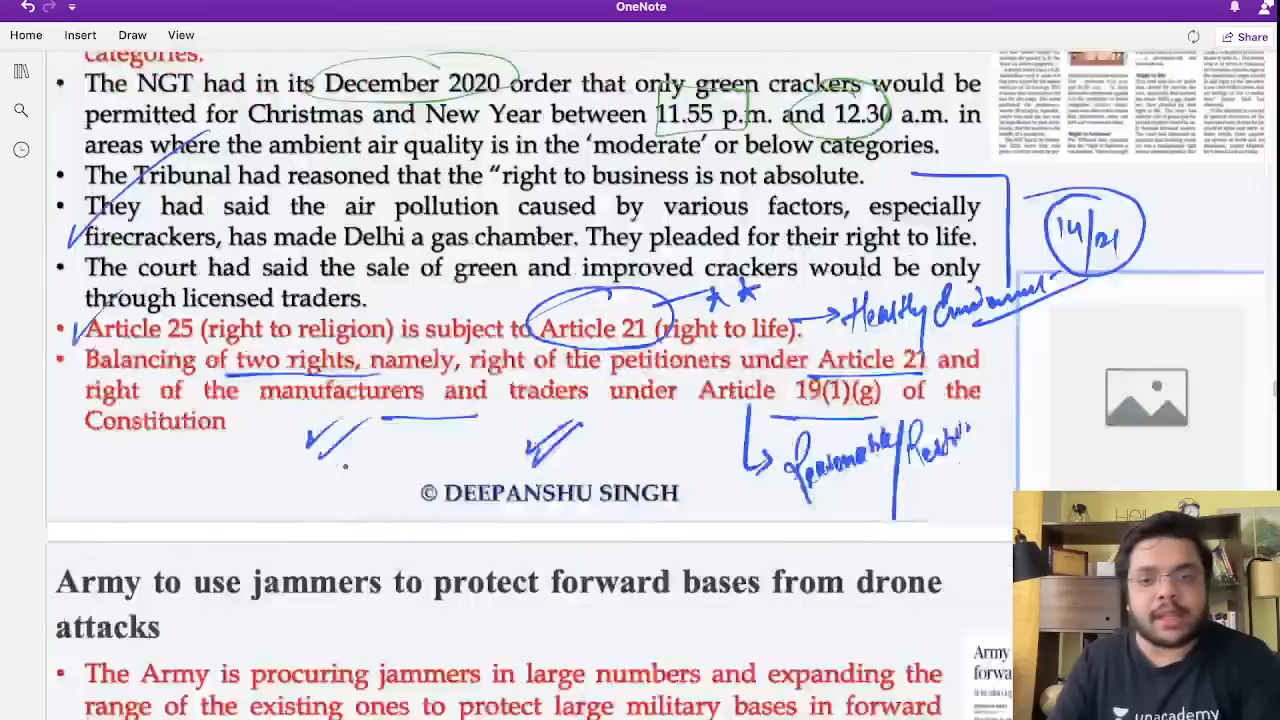 OneNote
Home Insert Draw View
Share
categories.
• The NGT had in its December 2020 order that only green crackers would be
permitted for Christmas and New Year between 11.55 p.m. and 12.30 a.m. in
areas where the ambient air quality is in the ‘moderate’ or below categories.
• The Tribunal had reasoned that the “right to business is not absolute.
• They had said the air pollution caused by various factors, especially
firecrackers, has made Delhi a gas chamber. They pleaded for their right to life.
14/21
• The court had said the sale of green and improved crackers would be only
through licensed traders.
• Article 25 (right to religion) is subject to Article 21 (right to life).
Healthy Environment
• Balancing of two rights, namely, right of the petitioners under Article 21 and
right of the manufacturers and traders under Article 19(1)(g) of the
Constitution
© DEEPANSHU SINGH
Army to use jammers to protect forward bases from drone
attacks
• The Army is procuring jammers in large numbers and expanding the
range of the existing ones to protect large military bases in forward
Army
forwa
unacademy